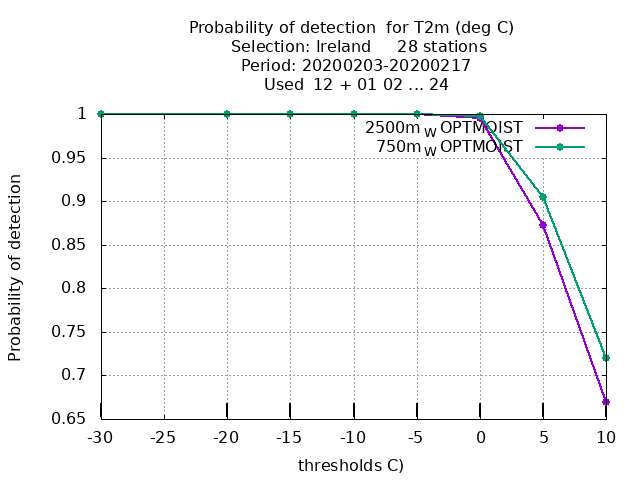 Probability of detection  for T2m (deg C)
Selection: Ireland     28 stations
Period: 20200203-20200217
Used  12 + 01 02 ... 24
2500m W OPTMOIST
750m W OPTMOIST
1
0.95
0.9
0.85
0.8
0.75
0.7
0.65
Probability of detection
-30 -25 -20 -15 -10 -5 0 5 10
thresholds C)